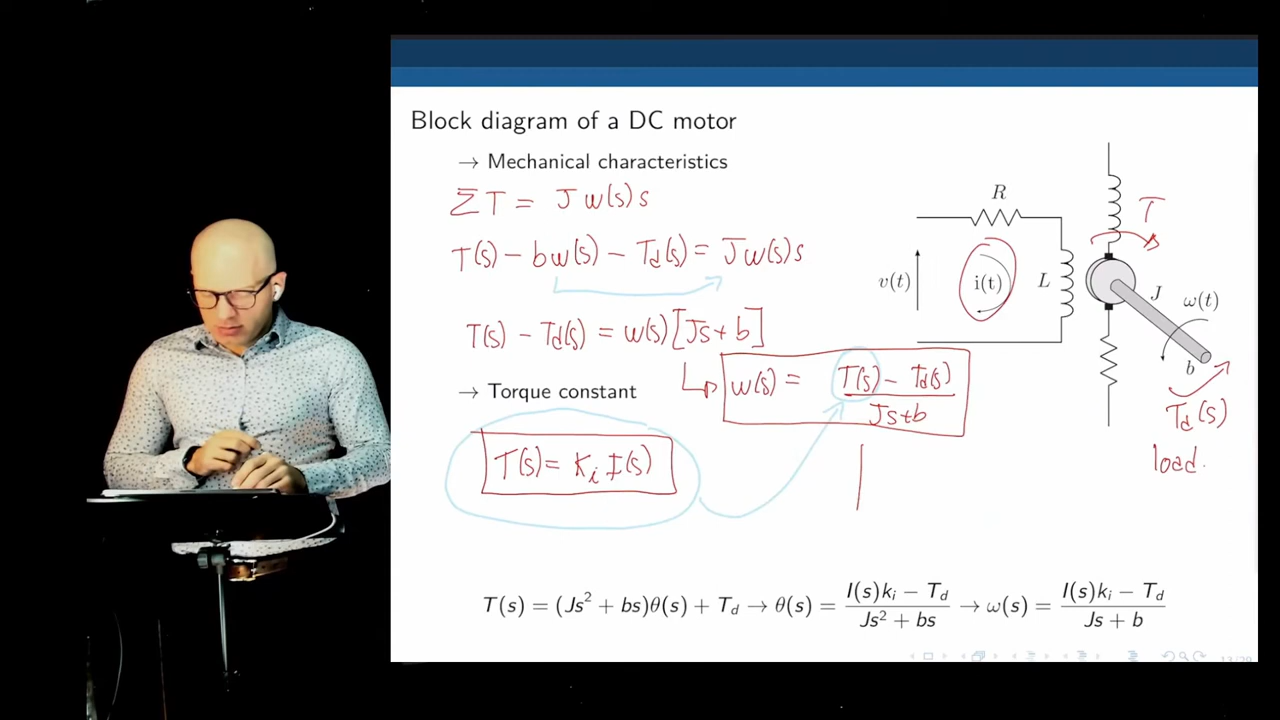 Block diagram of a DC motor
→ Mechanical characteristics
ΣT = Jω(s)s
T(s) − bω(s) − Td(s) = Jω(s)s
T(s) − Td(s) = ω(s)[Js+b]
ω(s) = T(s) − Td(s) / Js+b
→ Torque constant
T(s) = Ki I(s)
R
v(t)
i(t)
L
T
J
ω(t)
b
Td(s)
load.
T(s) = (Js² + bs)θ(s) + Td → θ(s) = I(s)ki − Td / Js² + bs → ω(s) = I(s)ki − Td / Js + b